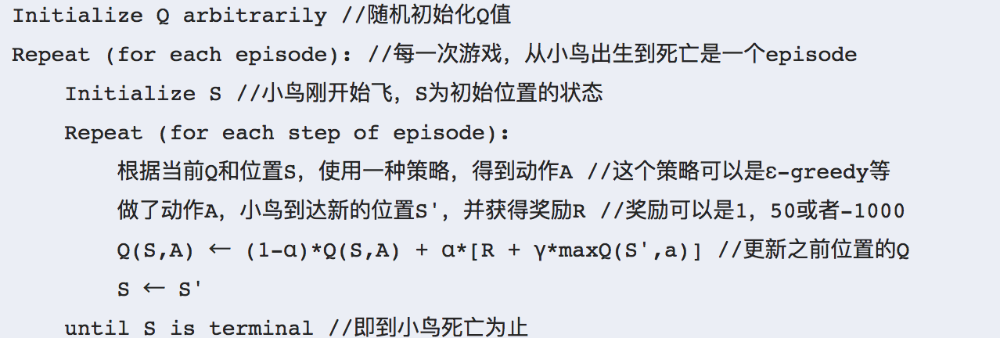 Initialize Q arbitrarily //随机初始化Q值
Repeat (for each episode): //每一次游戏，从小鸟出生到死亡是一个episode
Initialize S //小鸟刚开始飞，S为初始位置的状态
Repeat (for each step of episode):
根据当前Q和位置S，使用一种策略，得到动作A //这个策略可以是ε-greedy等
做了动作A，小鸟到达新的位置S'，并获得奖励R //奖励可以是1，50或者-1000
Q(S,A) ← (1-α)*Q(S,A) + α*[R + γ*maxQ(S',a)] //更新之前位置的Q
S ← S'
until S is terminal //即到小鸟死亡为止